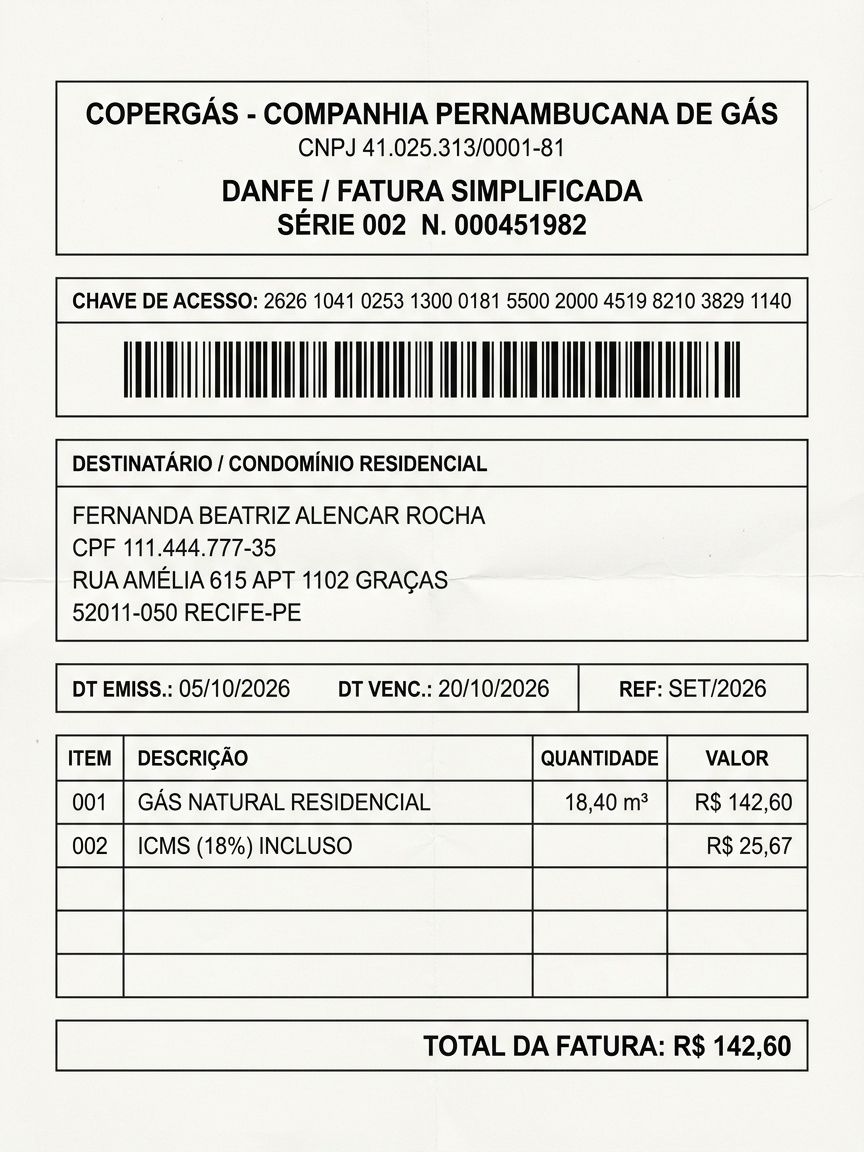 COPERGÁS - COMPANHIA PERNAMBUCANA DE GÁS
CNPJ 41.025.313/0001-81
DANFE / FATURA SIMPLIFICADA
SÉRIE 002 N. 000451982
CHAVE DE ACESSO: 2626 1041 0253 1300 0181 5500 2000 4519 8210 3829 1140
DESTINATÁRIO / CONDOMÍNIO RESIDENCIAL
FERNANDA BEATRIZ ALENCAR ROCHA
CPF 111.444.777-35
RUA AMÉLIA 615 APT 1102 GRAÇAS
52011-050 RECIFE-PE
DT EMISS.: 05/10/2026 DT VENC.: 20/10/2026 REF: SET/2026
ITEM DESCRIÇÃO QUANTIDADE VALOR
001 GÁS NATURAL RESIDENCIAL 18,40 m³ R$ 142,60
002 ICMS (18%) INCLUSO R$ 25,67
TOTAL DA FATURA: R$ 142,60